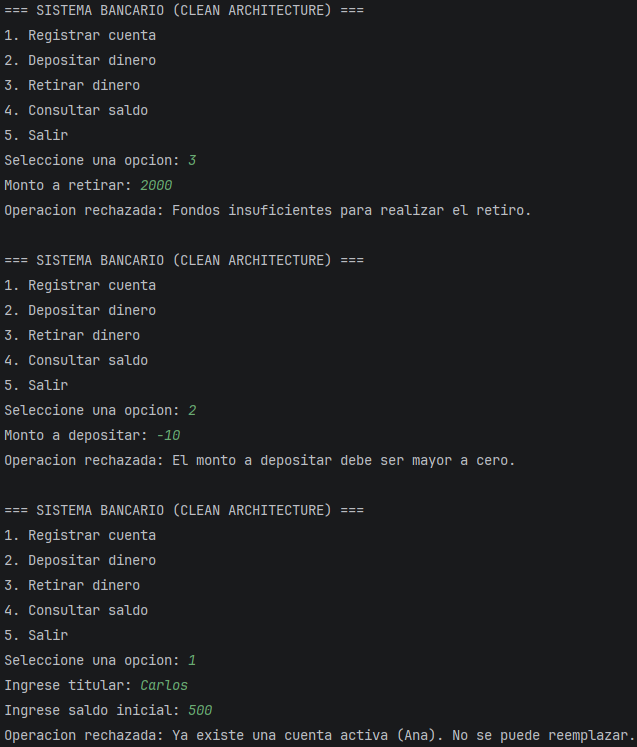 === SISTEMA BANCARIO (CLEAN ARCHITECTURE) ===
1. Registrar cuenta
2. Depositar dinero
3. Retirar dinero
4. Consultar saldo
5. Salir
Seleccione una opcion: 3
Monto a retirar: 2000
Operacion rechazada: Fondos insuficientes para realizar el retiro.
=== SISTEMA BANCARIO (CLEAN ARCHITECTURE) ===
1. Registrar cuenta
2. Depositar dinero
3. Retirar dinero
4. Consultar saldo
5. Salir
Seleccione una opcion: 2
Monto a depositar: -10
Operacion rechazada: El monto a depositar debe ser mayor a cero.
=== SISTEMA BANCARIO (CLEAN ARCHITECTURE) ===
1. Registrar cuenta
2. Depositar dinero
3. Retirar dinero
4. Consultar saldo
5. Salir
Seleccione una opcion: 1
Ingrese titular: Carlos
Ingrese saldo inicial: 500
Operacion rechazada: Ya existe una cuenta activa (Ana). No se puede reemplazar.